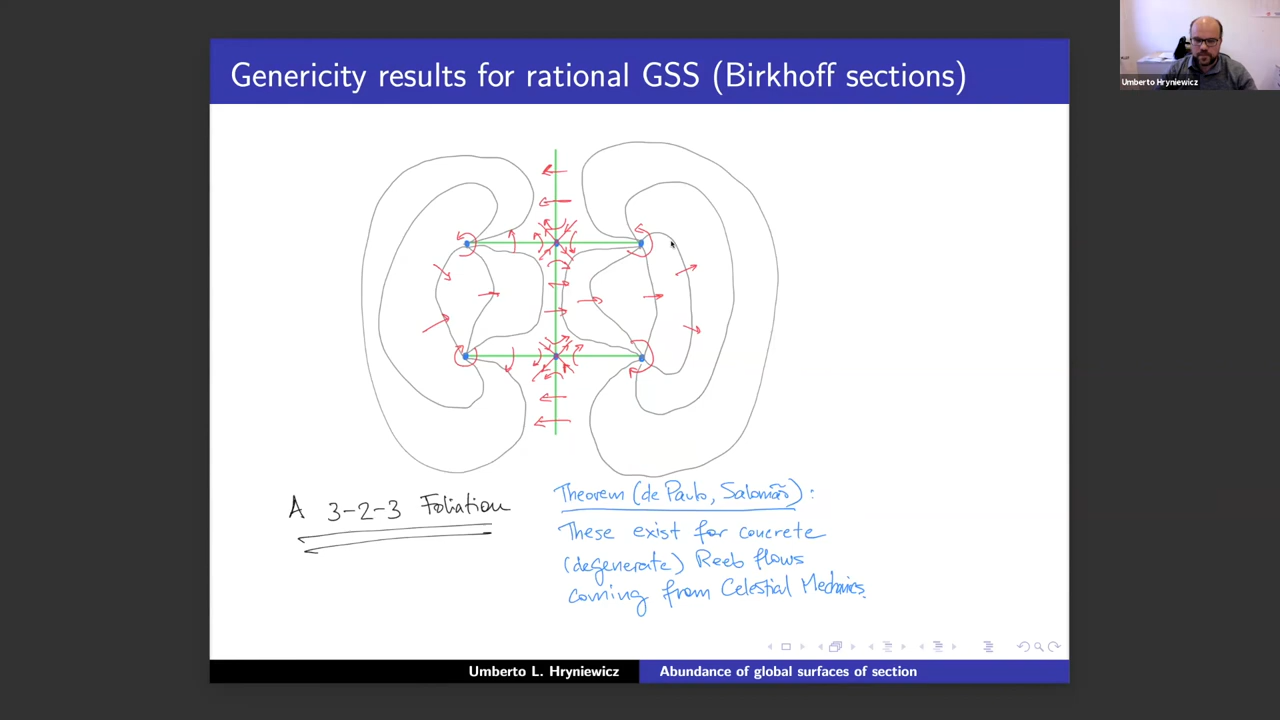 Genericity results for rational GSS (Birkhoff sections)
Umberto Hryniewicz
A 3-2-3 Foliation
Theorem (de Paulo, Salomão):
These exist for concrete
(degenerate) Reeb flows
coming from Celestial Mechanics.
Umberto L. Hryniewicz
Abundance of global surfaces of section